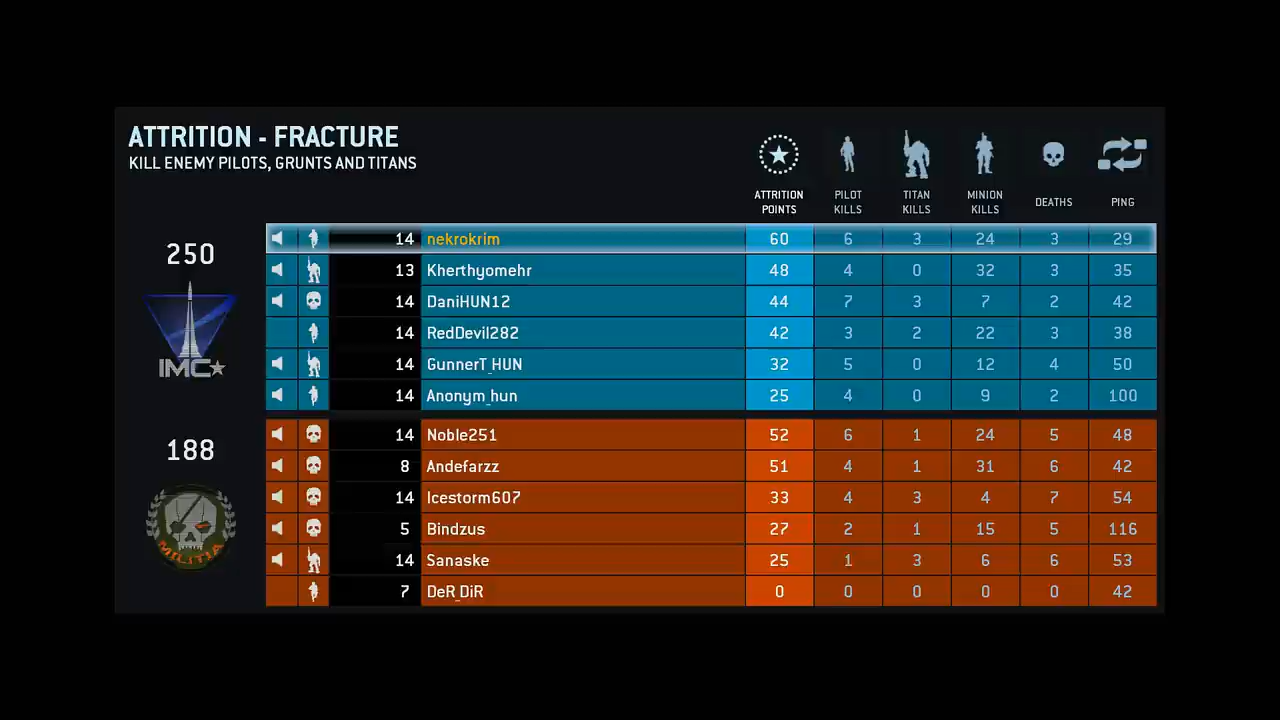 ATTRITION - FRACTURE
KILL ENEMY PILOTS, GRUNTS AND TITANS
ATTRITION POINTS PILOT KILLS TITAN KILLS MINION KILLS DEATHS PING
250
IMC
14 nekrokrim 60 6 3 24 3 29
13 Kherthyomehr 48 4 0 32 3 35
14 DaniHUN12 44 7 3 7 2 42
14 RedDevil282 42 3 2 22 3 38
14 GunnerT_HUN 32 5 0 12 4 50
14 Anonym_hun 25 4 0 9 2 100
188
MILITIA
14 Noble251 52 6 1 24 5 48
8 Andefarzz 51 4 1 31 6 42
14 Icestorm607 33 4 3 4 7 54
5 Bindzus 27 2 1 15 5 116
14 Sanaske 25 1 3 6 6 53
7 DeR_DiR 0 0 0 0 0 42